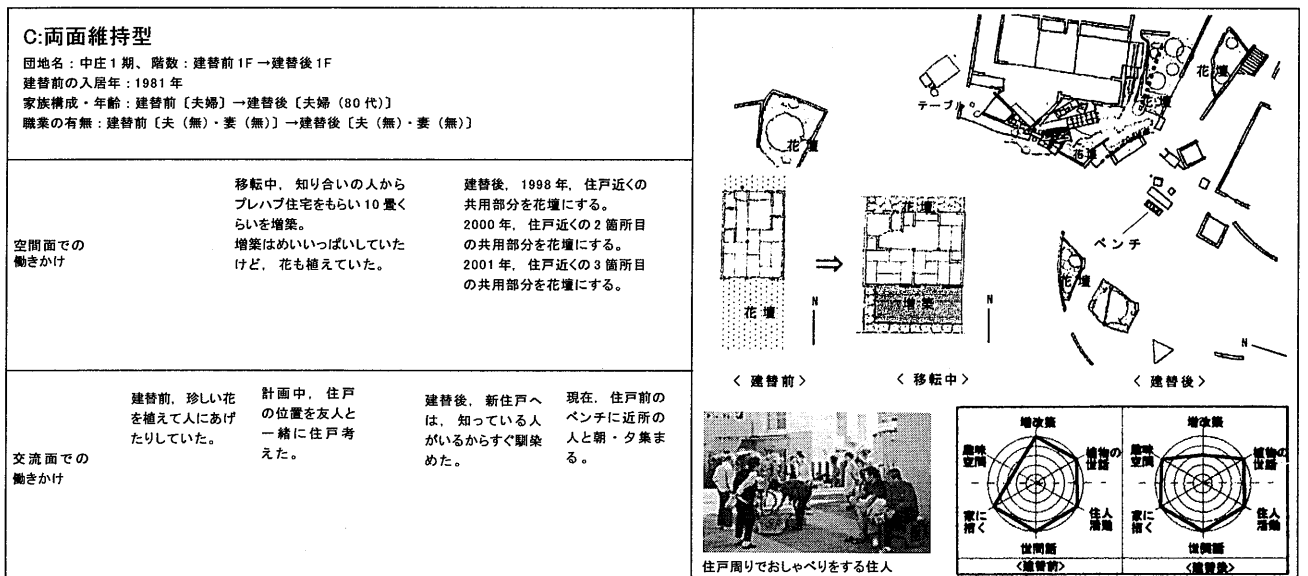 C:両面維持型
団地名：中庄1期、階数：建替前1F→建替後1F
建替前の入居年：1981年
家族構成・年齢：建替前〔夫婦〕→建替後〔夫婦（80代）〕
職業の有無：建替前〔夫（無）・妻（無）〕→建替後〔夫（無）・妻（無）〕
空間面での
働きかけ
移転中，知り合いの人から
プレハブ住宅をもらい10畳く
らいを増築。
増築はめいいっぱいしていた
けど，花も植えていた。
建替後，1998年，住戸近くの
共用部分を花壇にする。
2000年，住戸近くの2箇所目
の共用部分を花壇にする。
2001年，住戸近くの3箇所目
の共用部分を花壇にする。
交流面での
働きかけ
建替前，珍しい花
を植えて人にあげ
たりしていた。
計画中，住戸
の位置を友人と
一緒に住戸考
えた。
建替後，新住戸へ
は，知っている人
がいるからすぐ馴染
めた。
現在，住戸前の
ベンチに近所の
人と朝・夕集ま
る。
花壇
テーブル
花壇
花壇
花壇
ベンチ
花壇
花壇
花壇
増築
N
N
N
〈建替前〉
〈移転中〉
〈建替後〉
住戸周りでおしゃべりをする住人
増改築
植物の
世話
住人
活動
世間話
家に
招く
趣味
空間
〈建替前〉
増改築
植物の
世話
住人
活動
世間話
家に
招く
趣味
空間
〈建替後〉